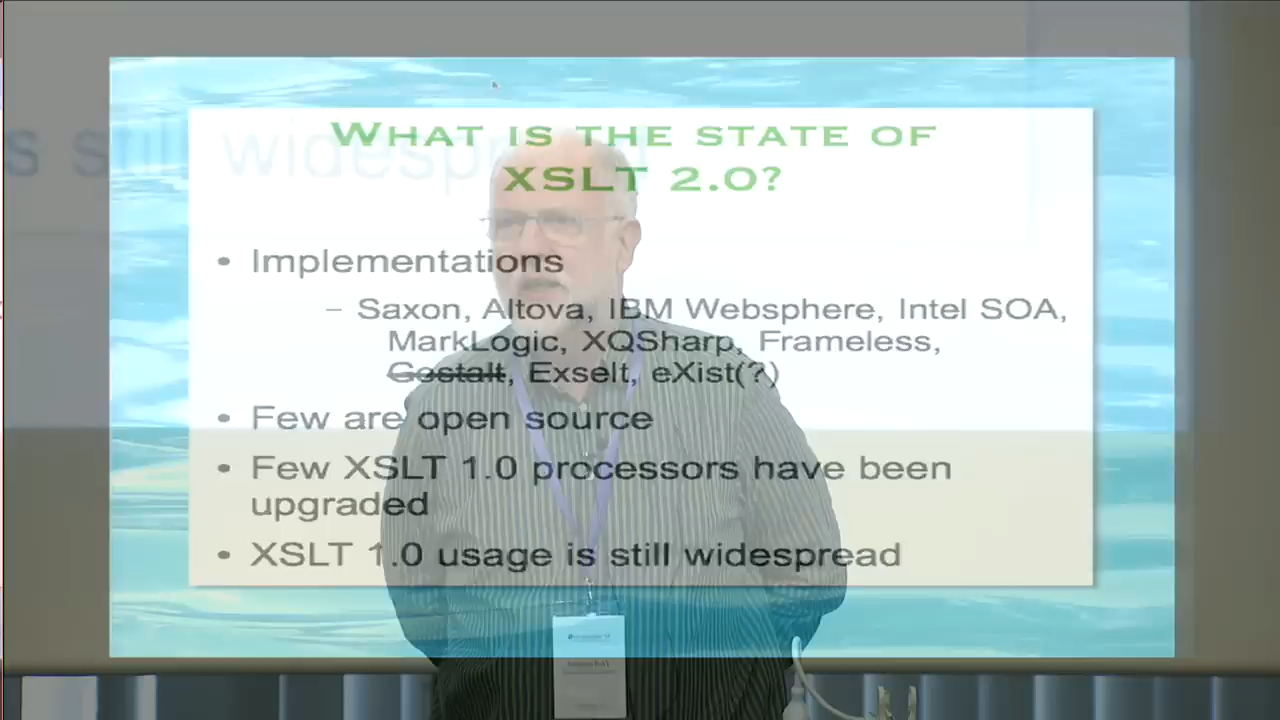 WHAT IS THE STATE OF
XSLT 2.0?
s still widesp
• Implementations
– Saxon, Altova, IBM Websphere, Intel SOA,
MarkLogic, XQSharp, Frameless,
Gestalt, Exselt, eXist(?)
• Few are open source
• Few XSLT 1.0 processors have been
upgraded
• XSLT 1.0 usage is still widespread